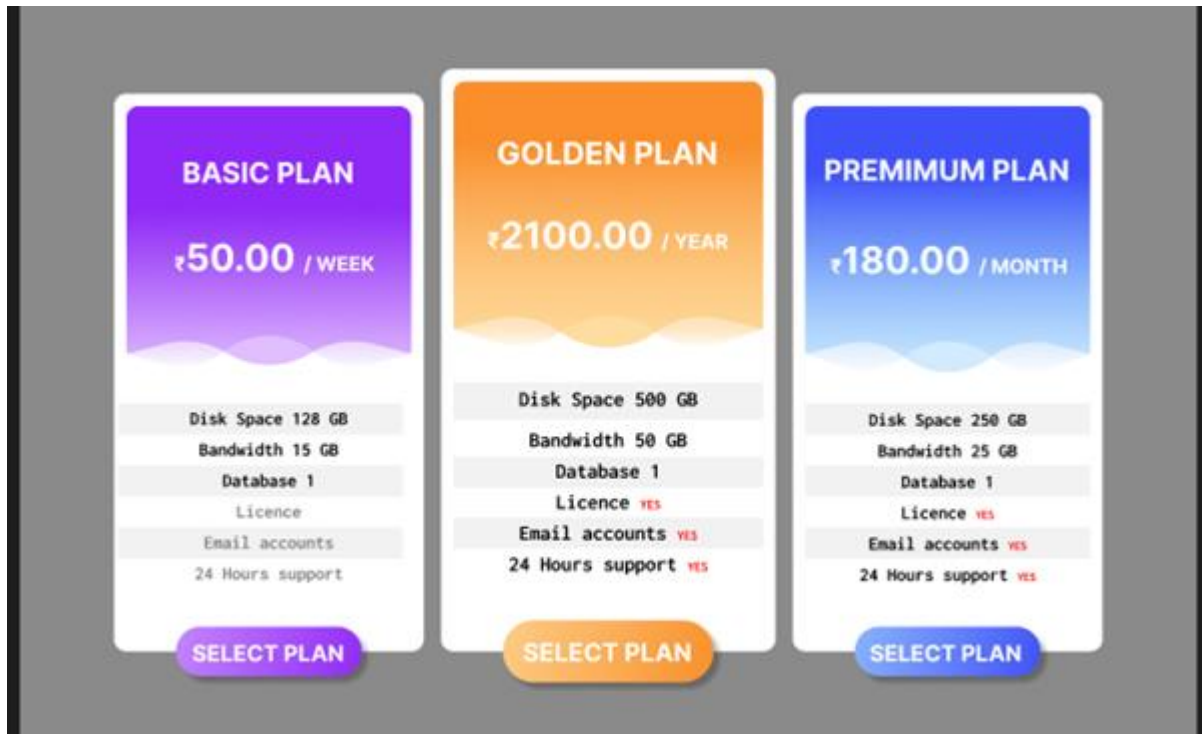 BASIC PLAN
₹50.00 / WEEK
Disk Space 128 GB
Bandwidth 15 GB
Database 1
Licence
Email accounts
24 Hours support
SELECT PLAN
GOLDEN PLAN
₹2100.00 / YEAR
Disk Space 500 GB
Bandwidth 50 GB
Database 1
Licence YES
Email accounts YES
24 Hours support YES
SELECT PLAN
PREMIMUM PLAN
₹180.00 / MONTH
Disk Space 250 GB
Bandwidth 25 GB
Database 1
Licence YES
Email accounts YES
24 Hours support YES
SELECT PLAN